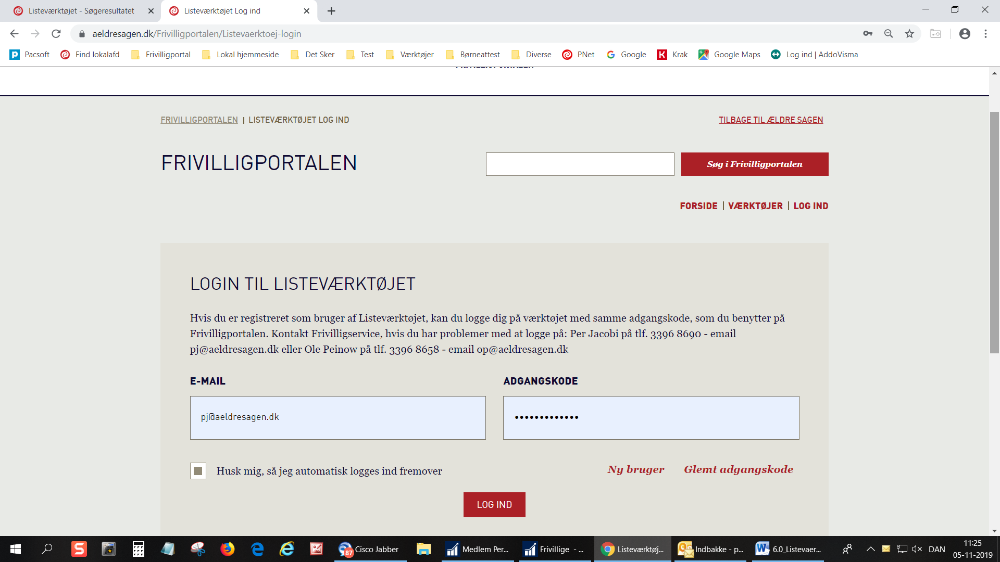 Listeværktøjet - Søgeresultatet
Listeværktøjet Log ind
aeldresagen.dk/Frivilligportalen/Listevaerktoej-login
Pacsoft Find lokalafd Frivilligportal Lokal hjemmeside Det Sker Test Værktøjer Børneattest Diverse PNet Google Krak Google Maps Log ind | AddoVisma
FRIVILLIGPORTALEN | LISTEVÆRKTØJET LOG IND
TILBAGE TIL ÆLDRE SAGEN
FRIVILLIGPORTALEN
Søg i Frivilligportalen
FORSIDE | VÆRKTØJER | LOG IND
LOGIN TIL LISTEVÆRKTØJET
Hvis du er registreret som bruger af Listeværktøjet, kan du logge dig på værktøjet med samme adgangskode, som du benytter på
Frivilligportalen. Kontakt Frivilligservice, hvis du har problemer med at logge på: Per Jacobi på tlf. 3396 8690 - email
pj@aeldresagen.dk eller Ole Peinow på tlf. 3396 8658 - email op@aeldresagen.dk
E-MAIL
ADGANGSKODE
pj@aeldresagen.dk
•••••••••••••
Husk mig, så jeg automatisk logges ind fremover
Ny bruger
Glemt adgangskode
LOG IND
87 Cisco Jabber
Medlem Per...
Frivillige - ...
Listeværktøj...
Indbakke - p...
6.0_Listevaer...
DAN
11:25
05-11-2019